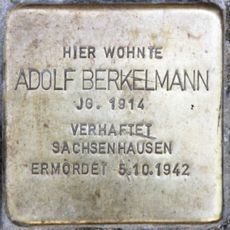 HIER WOHNTE
ADOLF BERKELMANN
JG. 1914
VERHAFTET
SACHSENHAUSEN
ERMORDET 5.10.1942